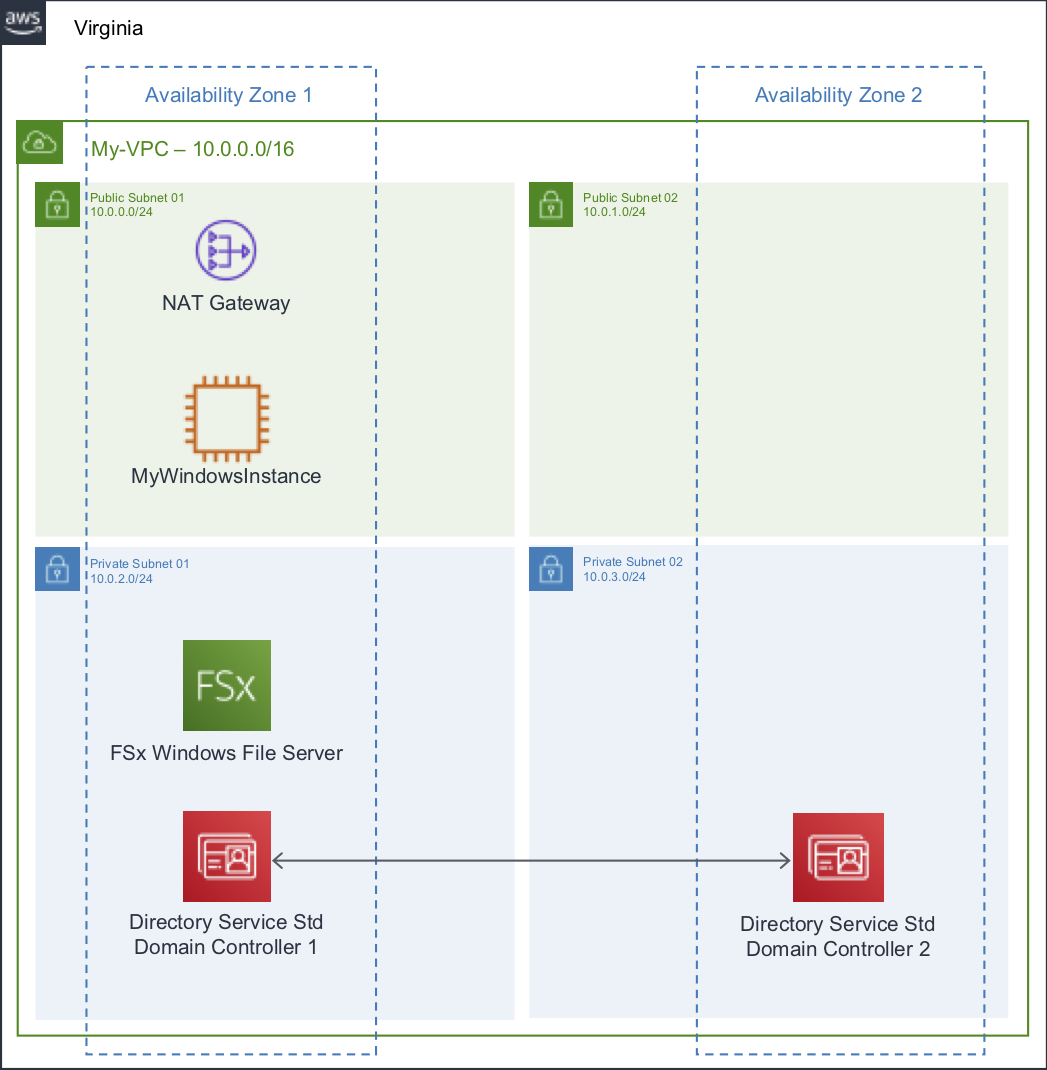 aws
Virginia
Availability Zone 1
Availability Zone 2
My-VPC – 10.0.0.0/16
Public Subnet 01
10.0.0.0/24
Public Subnet 02
10.0.1.0/24
NAT Gateway
MyWindowsInstance
Private Subnet 01
10.0.2.0/24
Private Subnet 02
10.0.3.0/24
FSx
FSx Windows File Server
Directory Service Std
Domain Controller 1
Directory Service Std
Domain Controller 2